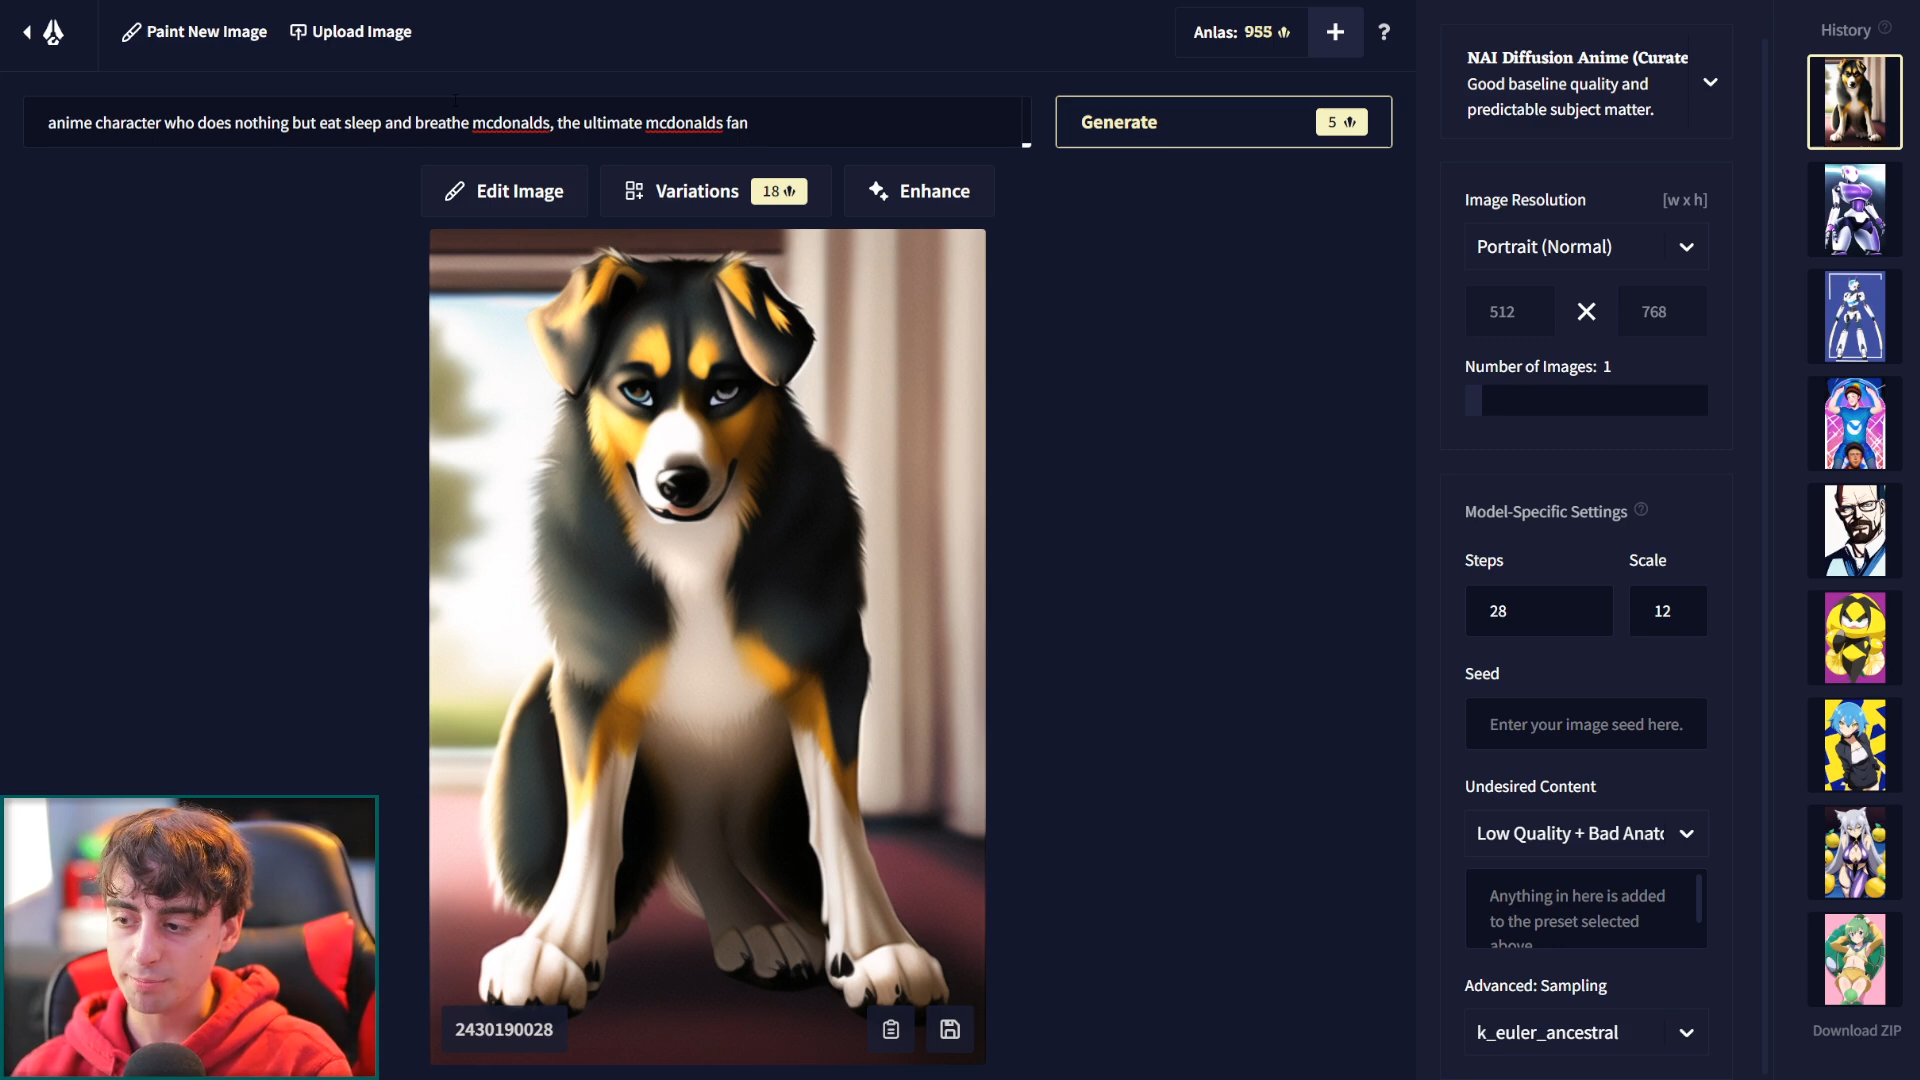 Paint New Image
Upload Image
Anlas: 955
?
anime character who does nothing but eat sleep and breathe mcdonalds, the ultimate mcdonalds fan
Generate
5
Edit Image
Variations
18
Enhance
2430190028
NAI Diffusion Anime (Curate
Good baseline quality and
predictable subject matter.
Image Resolution
[w x h]
Portrait (Normal)
512
768
Number of Images: 1
Model-Specific Settings
Steps
Scale
28
12
Seed
Enter your image seed here.
Undesired Content
Low Quality + Bad Anato
Anything in here is added
to the preset selected
above.
Advanced: Sampling
k_euler_ancestral
History
Download ZIP